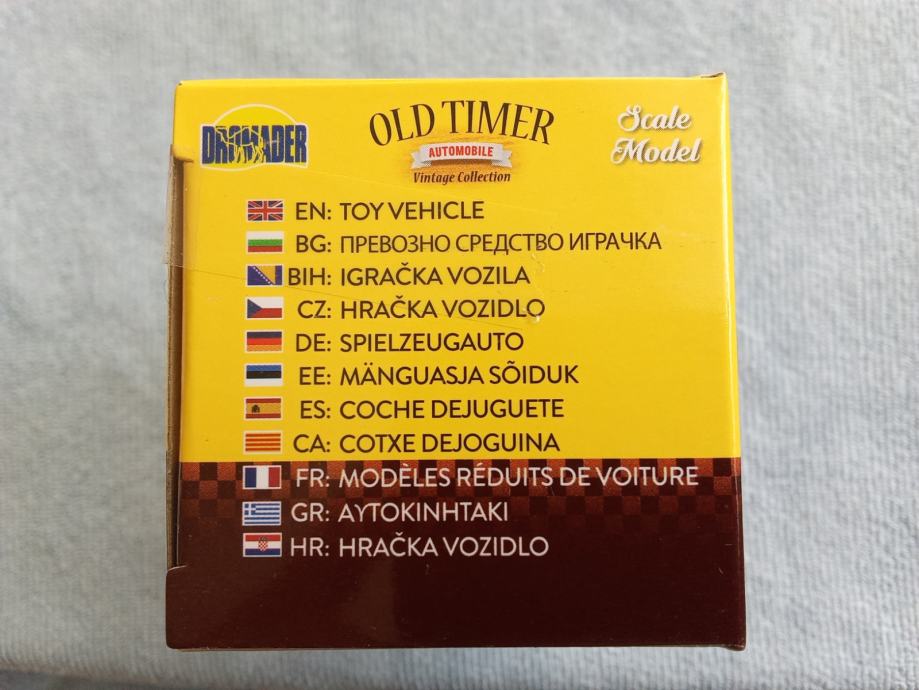 DROMADER
OLD TIMER
AUTOMOBILE
Vintage Collection
Scale
Model
EN: TOY VEHICLE
BG: ПРЕВОЗНО СРЕДСТВО ИГРАЧКА
BIH: IGRAČKA VOZILA
CZ: HRAČKA VOZIDLO
DE: SPIELZEUGAUTO
EE: MÄNGUASJA SÕIDUK
ES: COCHE DEJUGUETE
CA: COTXE DEJOGUINA
FR: MODÈLES RÉDUITS DE VOITURE
GR: ΑΥΤΟΚΙΝΗΤΑΚΙ
HR: HRAČKA VOZIDLO